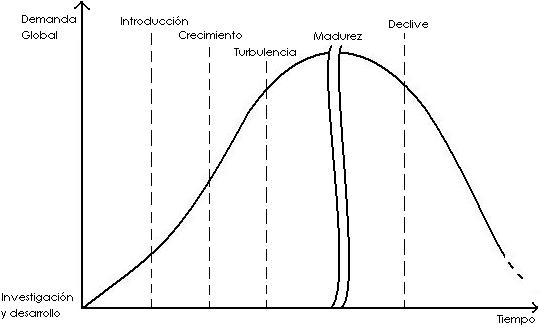 Demanda
Global
Introducción
Crecimiento
Turbulencia
Madurez
Declive
Investigación
y desarrollo
Tiempo